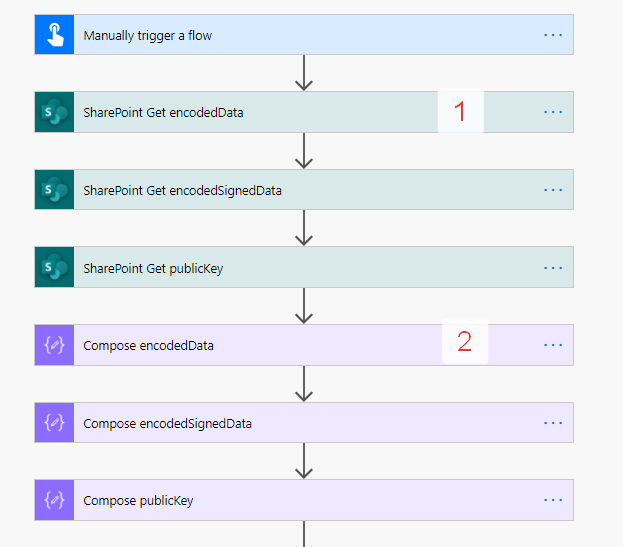 Manually trigger a flow
SharePoint Get encodedData
1
SharePoint Get encodedSignedData
SharePoint Get publicKey
Compose encodedData
2
Compose encodedSignedData
Compose publicKey